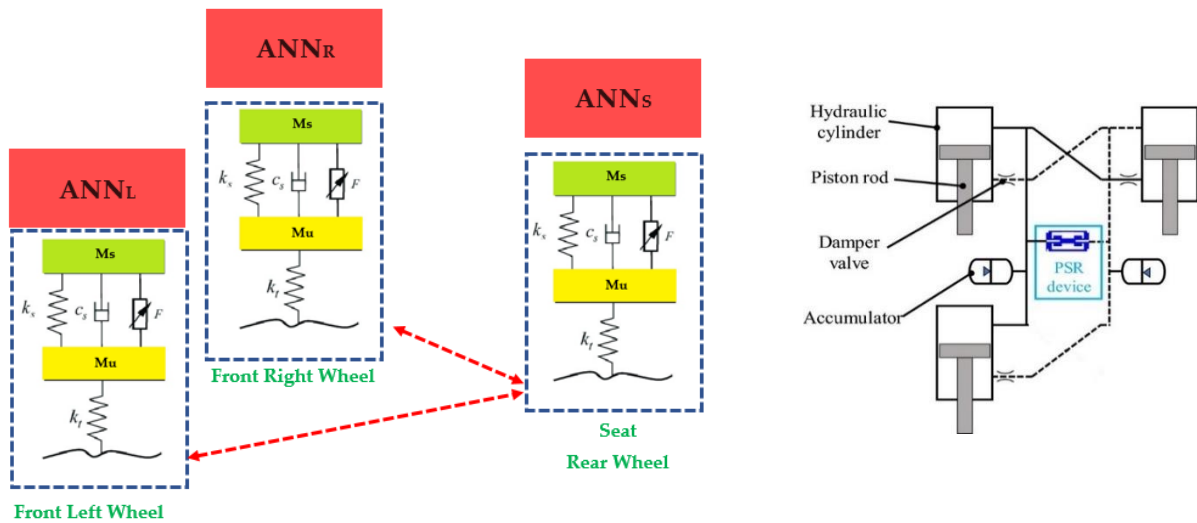 ANNL
Ms
ks
cs
F
Mu
kt
Front Left Wheel
ANNR
Ms
ks
cs
F
Mu
kt
Front Right Wheel
ANNS
Ms
ks
cs
F
Mu
kt
Seat
Rear Wheel
Hydraulic
cylinder
Piston rod
Damper
valve
Accumulator
PSR
device